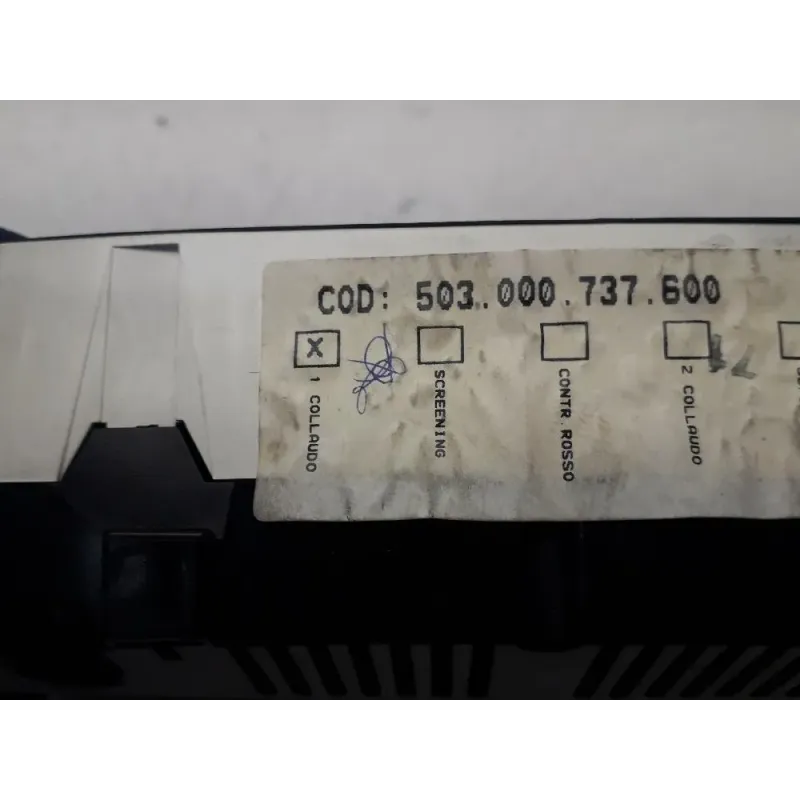 COD: 503.000.737.600
X
1 COLLAUDO
SCREENING
CONTR.ROSSO
2 COLLAUDO